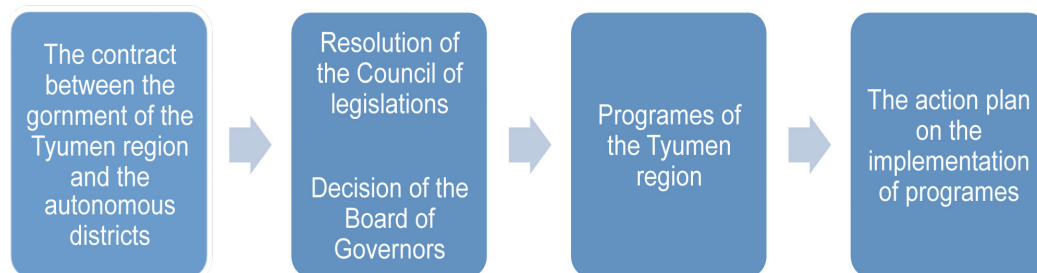 The contract
between the
gornment of the
Tyumen region
and the
autonomous
districts
Resolution of
the Council of
legislations
Decision of the
Board of
Governors
Programes of
the Tyumen
region
The action plan
on the
implementation
of programes